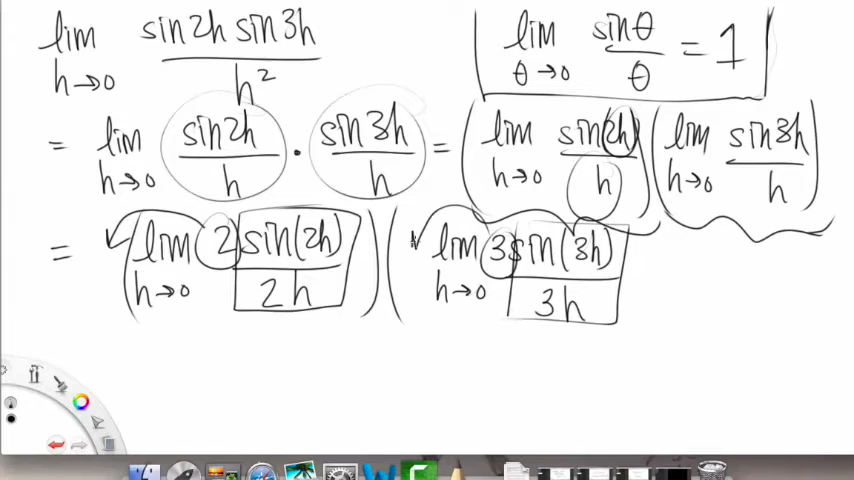 lim h→0 sin2h sin3h / h²
lim θ→0 sinθ / θ = 1
= lim h→0 sin2h / h · sin3h / h = (lim h→0 sin(2h) / h) (lim h→0 sin3h / h)
= (lim h→0 2 sin(2h) / 2h) (lim h→0 3 sin(3h) / 3h